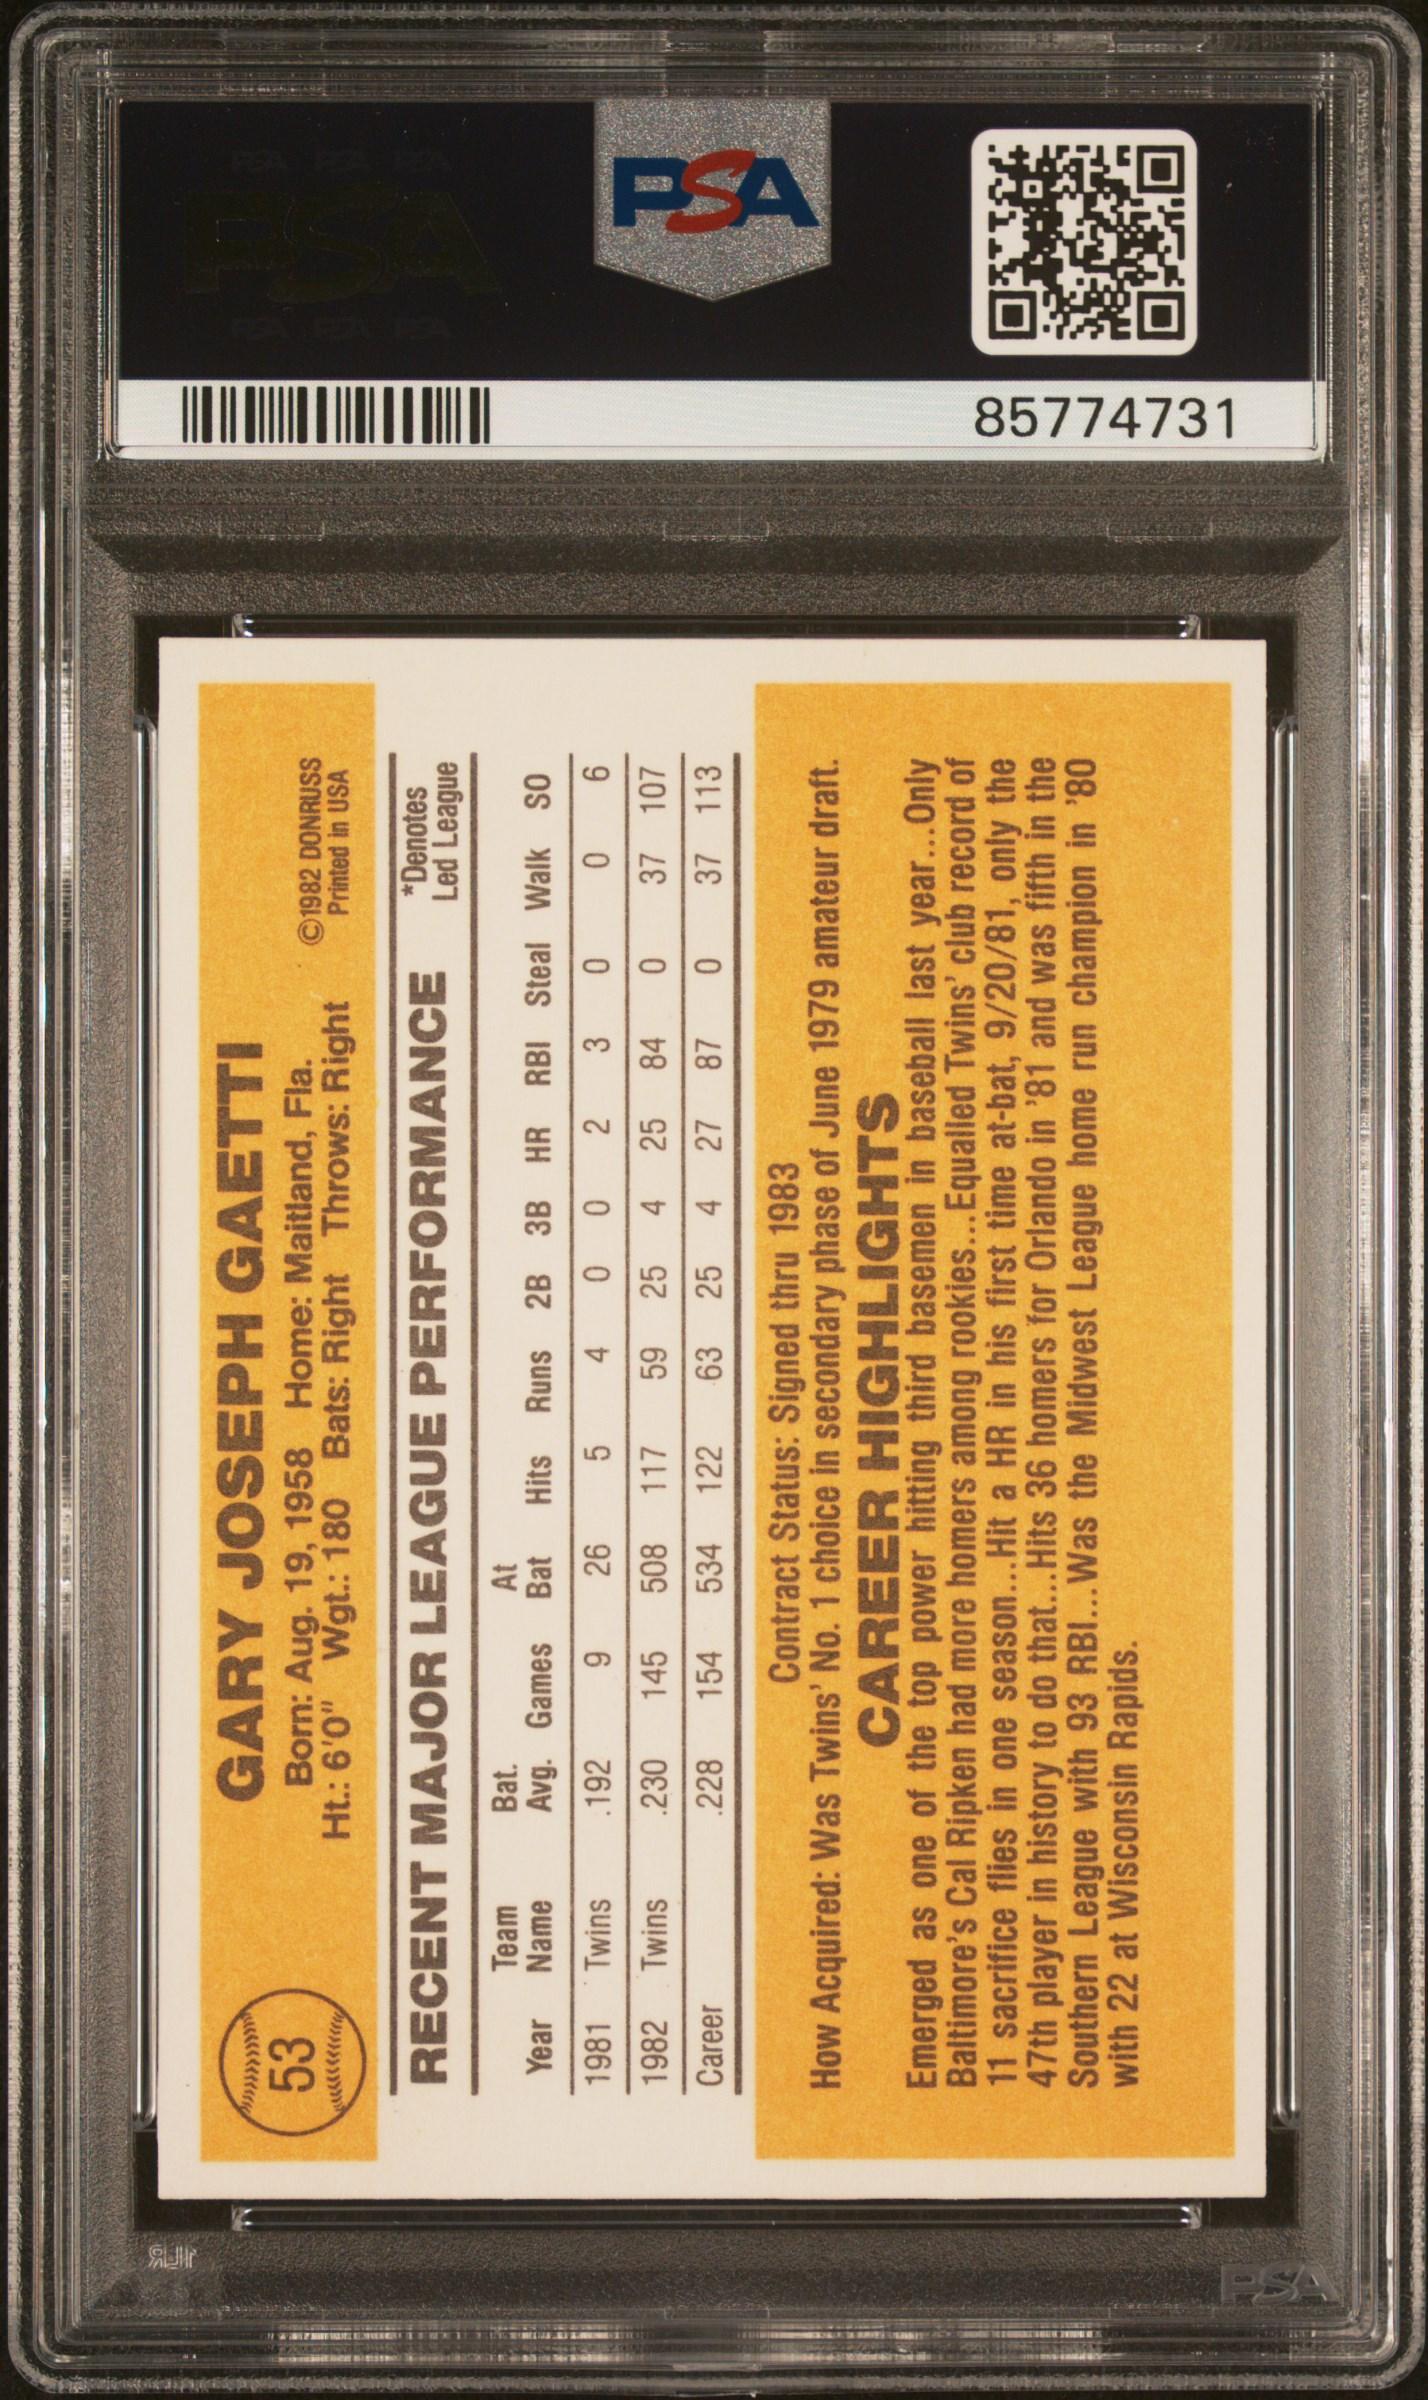 PSA
PSA PSA PSA
PSA
PSA PSA PSA
85774731
53
GARY JOSEPH GAETTI
Born: Aug. 19, 1958 Home: Maitland, Fla.
Ht.: 6'0" Wgt.: 180 Bats: Right Throws: Right
©1982 DONRUSS
Printed in USA
RECENT MAJOR LEAGUE PERFORMANCE
*Denotes
Led League
Team Bat. At
Year Name Avg. Games Bat Hits Runs 2B 3B HR RBI Steal Walk SO
1981 Twins .192 9 26 5 4 0 0 2 3 0 0 6
1982 Twins .230 145 508 117 59 25 4 25 84 0 37 107
Career .228 154 534 122 63 25 4 27 87 0 37 113
Contract Status: Signed thru 1983
How Acquired: Was Twins' No. 1 choice in secondary phase of June 1979 amateur draft.
CAREER HIGHLIGHTS
Emerged as one of the top power hitting third basemen in baseball last year...Only
Baltimore's Cal Ripken had more homers among rookies...Equalled Twins' club record of
11 sacrifice flies in one season...Hit a HR in his first time at-bat, 9/20/81, only the
47th player in history to do that...Hits 36 homers for Orlando in '81 and was fifth in the
Southern League with 93 RBI...Was the Midwest League home run champion in '80
with 22 at Wisconsin Rapids.
PSA